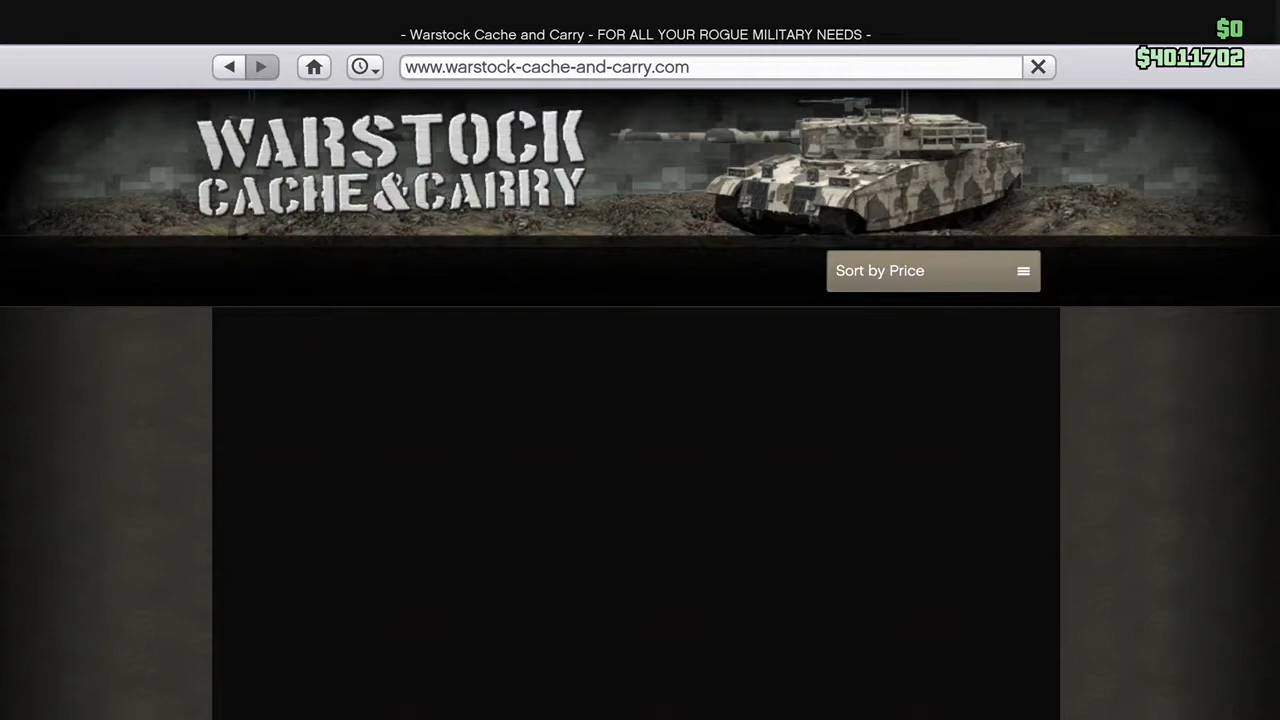 - Warstock Cache and Carry - FOR ALL YOUR ROGUE MILITARY NEEDS -
$0
$4011702
www.warstock-cache-and-carry.com
WARSTOCK
CACHE&CARRY
Sort by Price